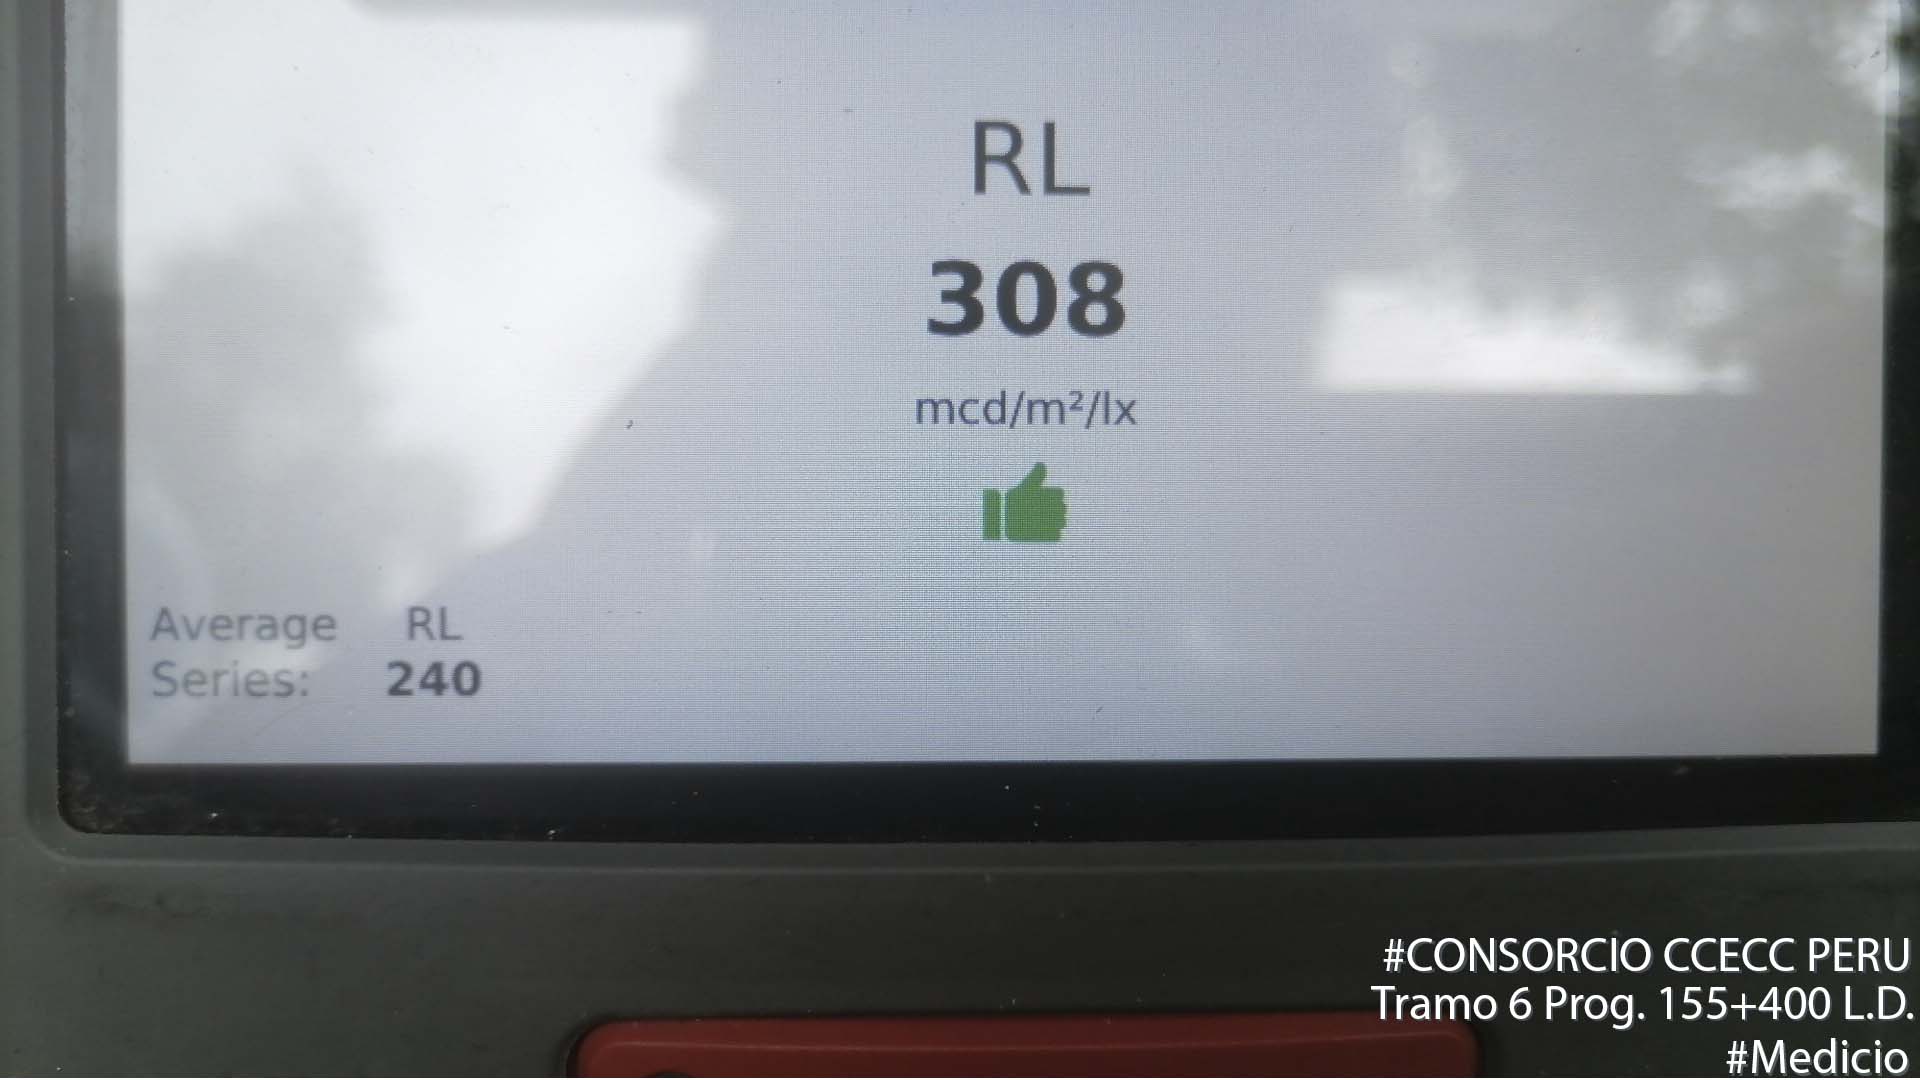 RL
308
mcd/m²/lx
Average RL
Series: 240
#CONSORCIO CCECC PERU
Tramo 6 Prog. 155+400 L.D.
#Medicio